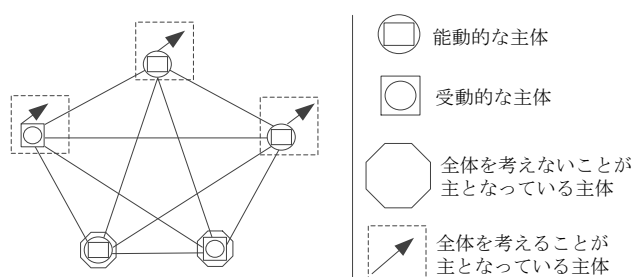 能動的な主体
受動的な主体
全体を考えないことが
主となっている主体
全体を考えることが
主となっている主体